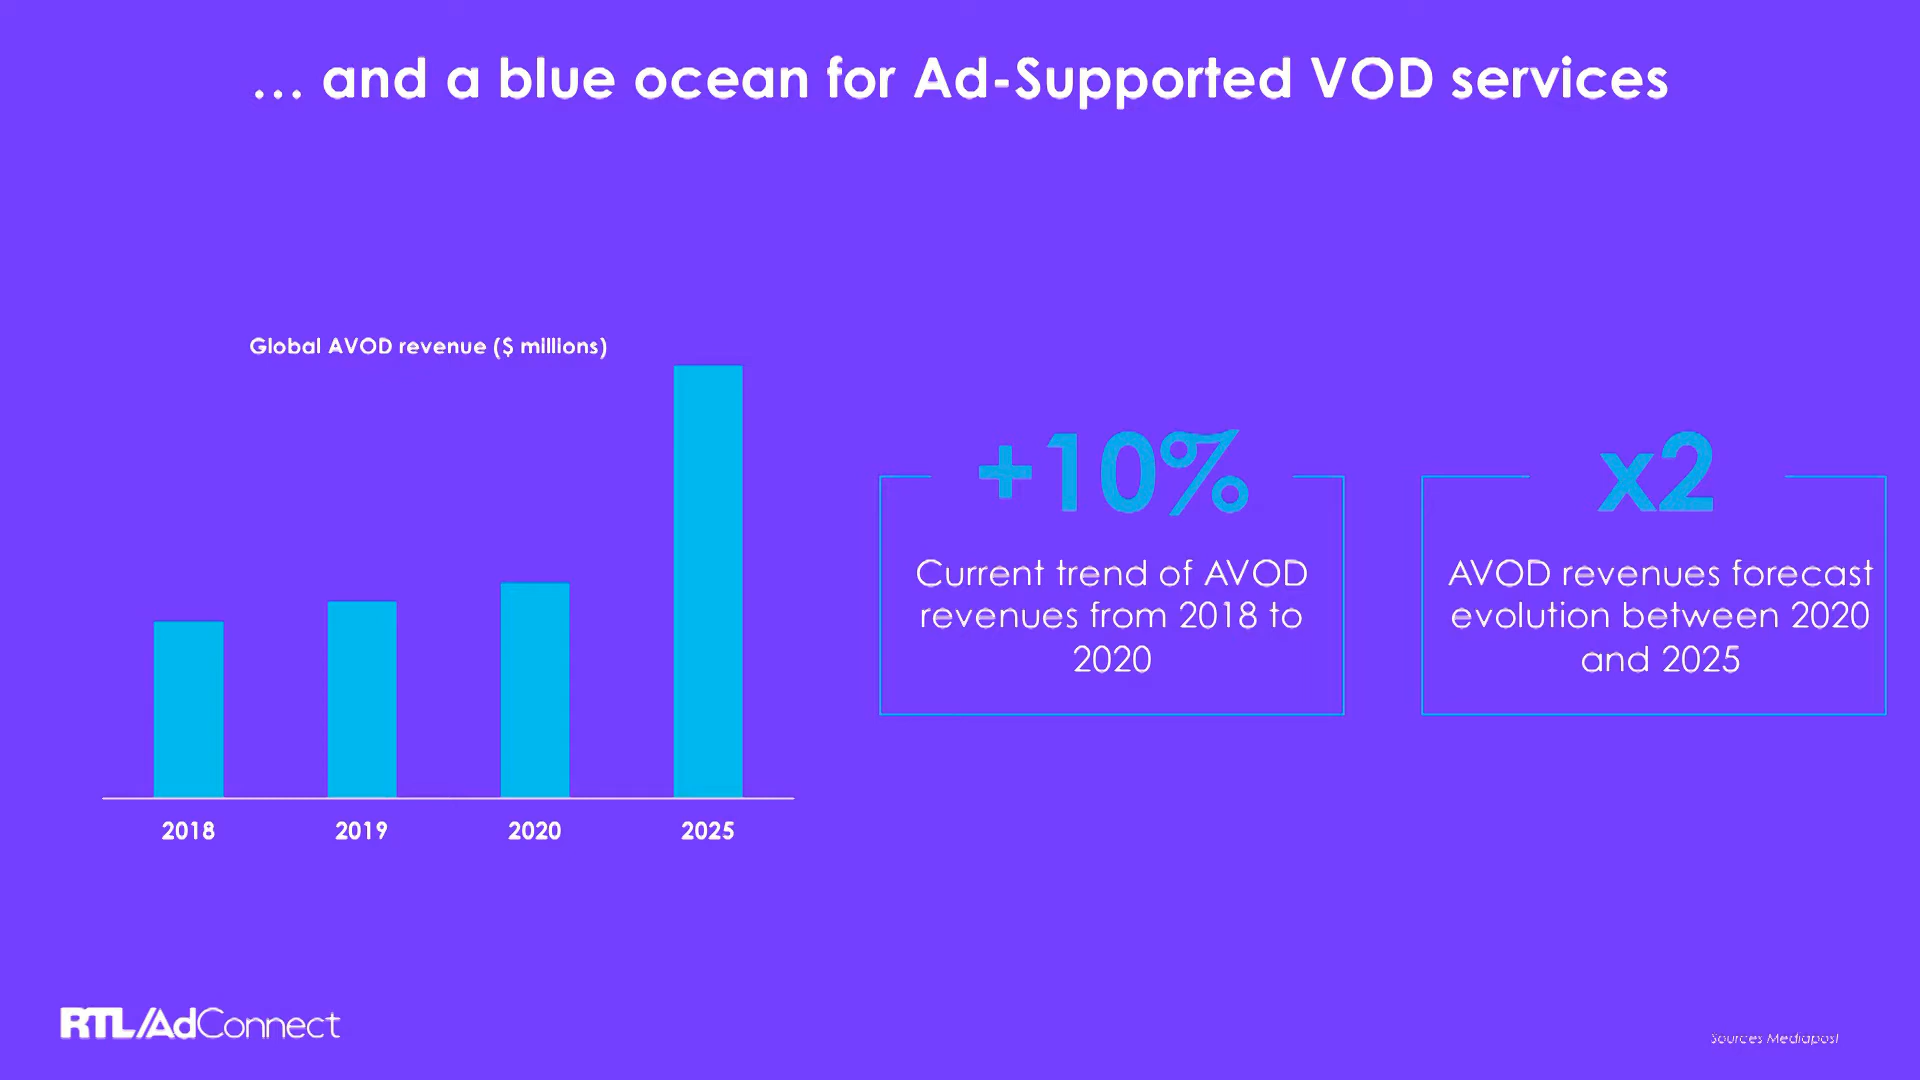 ... and a blue ocean for Ad-Supported VOD services
Global AVOD revenue ($ millions)
2018
2019
2020
2025
+10%
Current trend of AVOD
revenues from 2018 to
2020
x2
AVOD revenues forecast
evolution between 2020
and 2025
RTL/AdConnect
Sources Mediapost